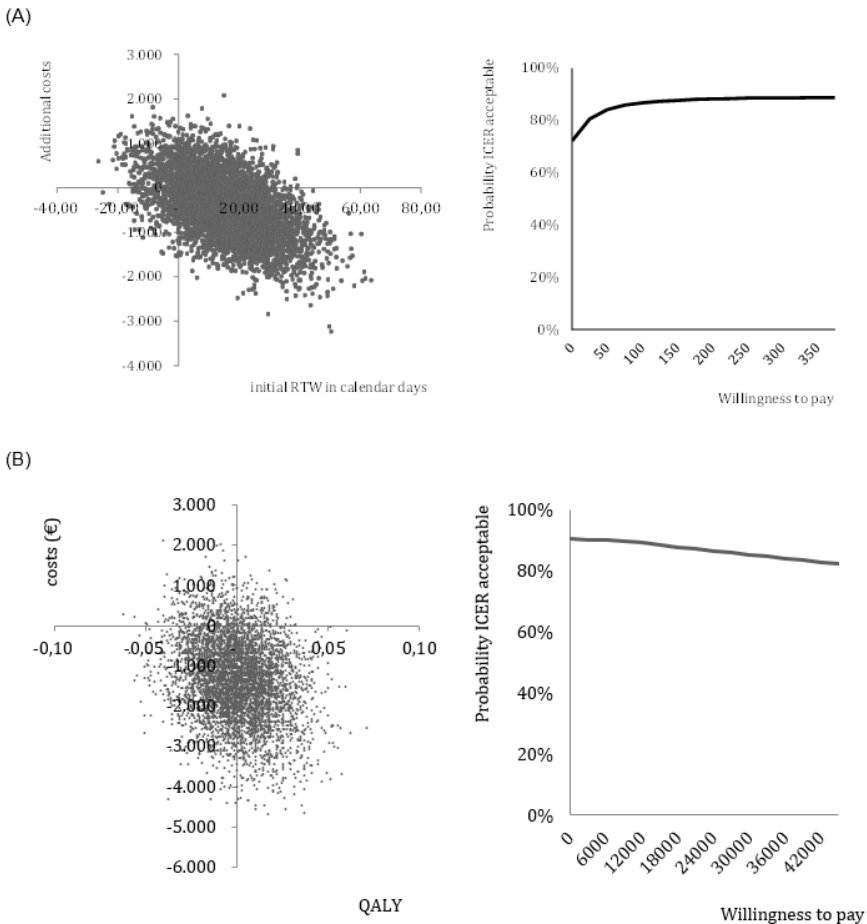 (A)
Additional costs
3.000
2.000
1.000
0
-1.000
-2.000
-3.000
-4.000
-40,00 -20,00 - 20,00 40,00 60,00 80,00
initial RTW in calendar days
Probability ICER acceptable
100%
80%
60%
40%
20%
0%
0 50 100 150 200 250 300 350
Willingness to pay
(B)
costs (€)
3.000
2.000
1.000
0
-1.000
-2.000
-3.000
-4.000
-5.000
-6.000
-0,10 -0,05 - 0,05 0,10
QALY
Probability ICER acceptable
100%
80%
60%
40%
20%
0%
0 6000 12000 18000 24000 30000 36000 42000
Willingness to pay